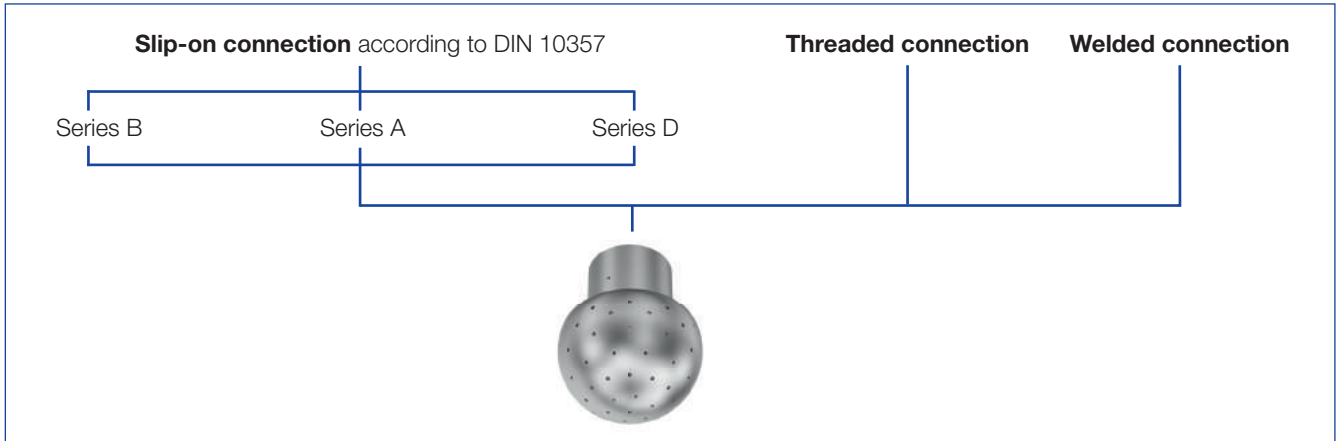 Slip-on connection according to DIN 10357
Threaded connection
Welded connection
Series B
Series A
Series D